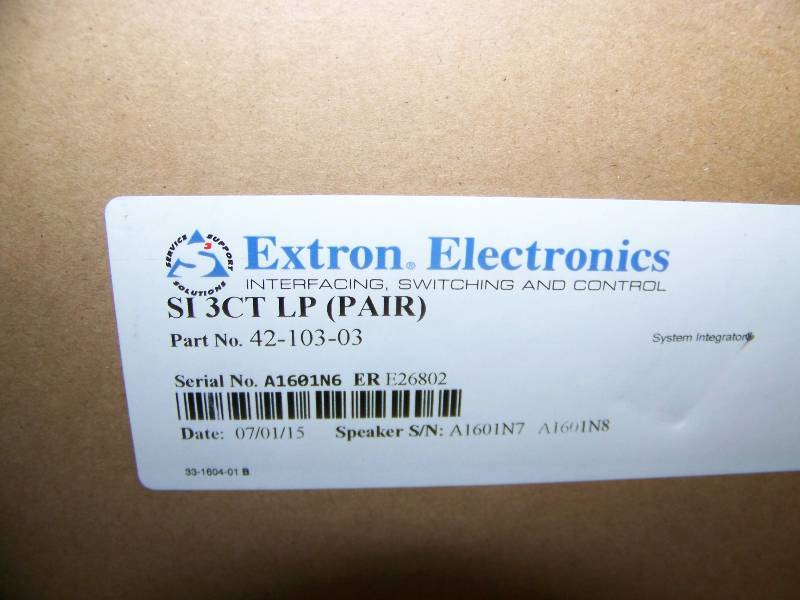 SERVICE SUPPORT SOLUTIONS
S3
Extron® Electronics
INTERFACING, SWITCHING AND CONTROL
SI 3CT LP (PAIR)
Part No. 42-103-03
System Integrator
Serial No. A1601N6 ER E26802
Date: 07/01/15 Speaker S/N: A1601N7 A1601N8
33-1604-01 B